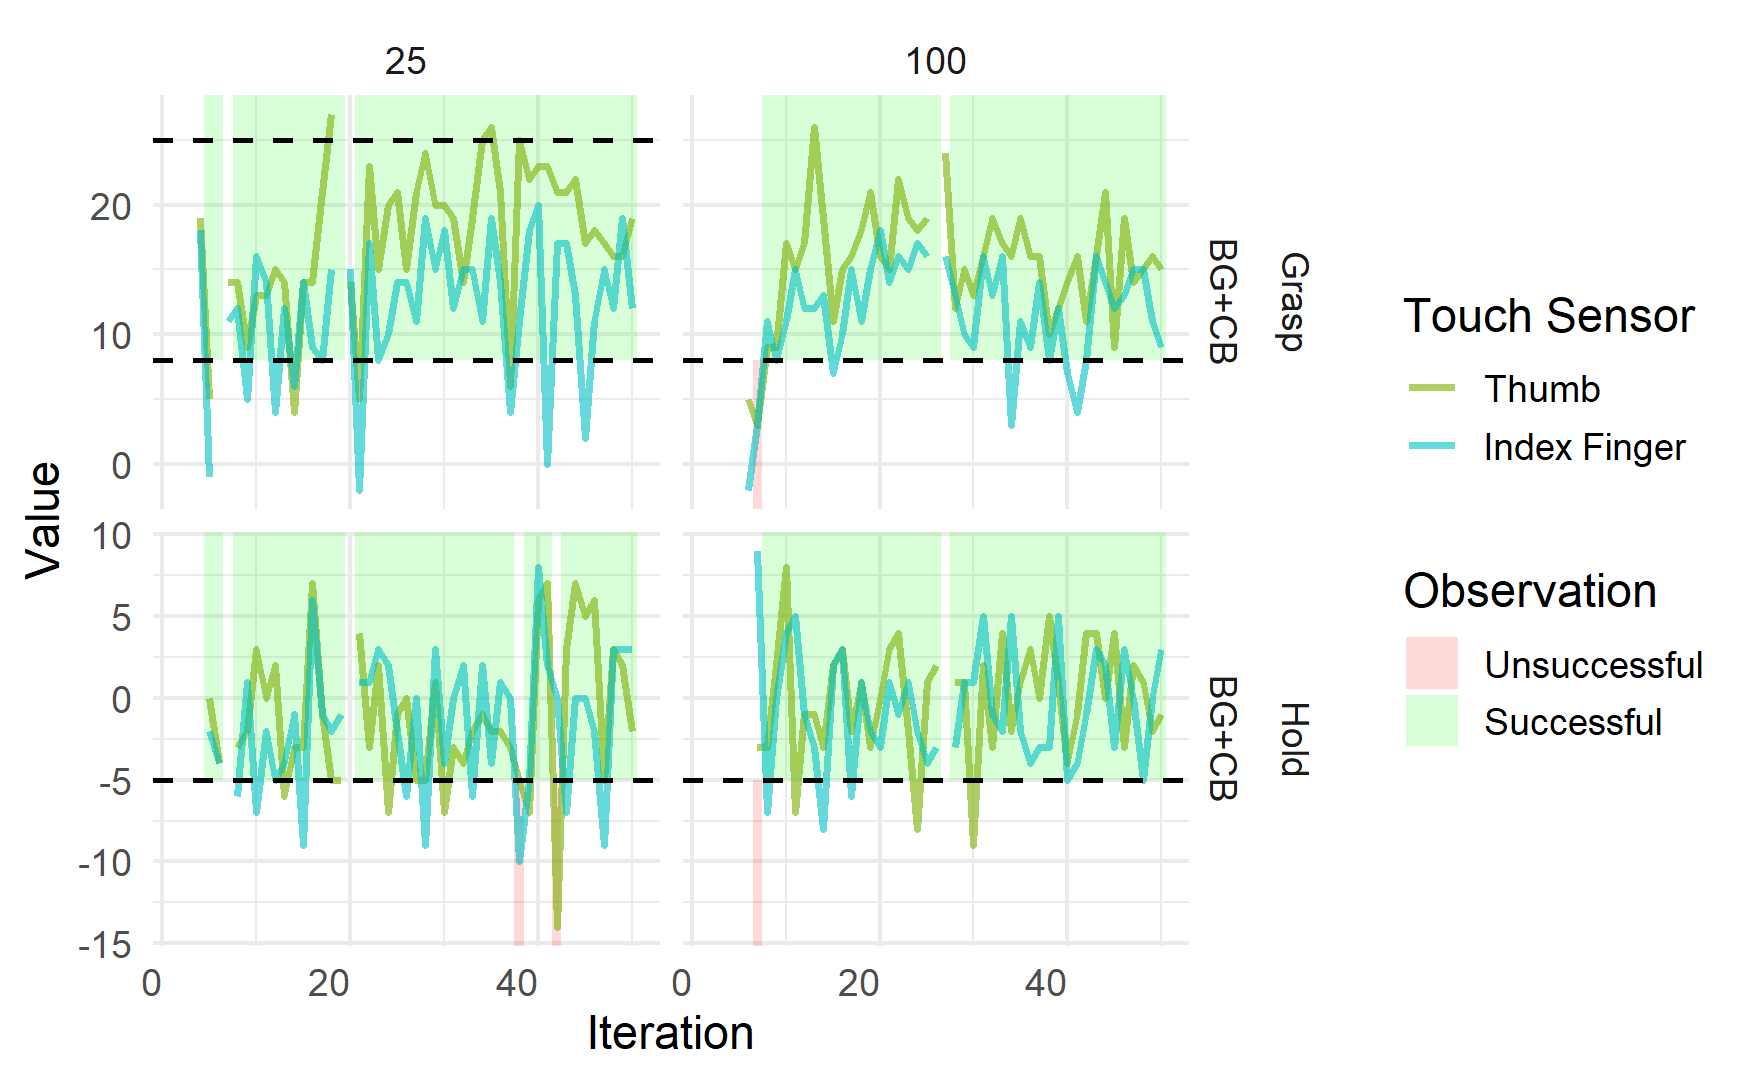 25
100
20
10
0
BG+CB
Grasp
Value
10
5
0
-5
-10
-15
BG+CB
Hold
0
20
40
0
20
40
Iteration
Touch Sensor
Thumb
Index Finger
Observation
Unsuccessful
Successful